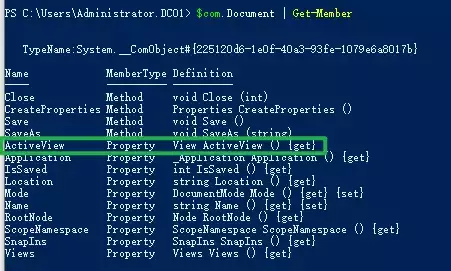 PS C:\Users\Administrator.DC01> $com.Document | Get-Member
TypeName:System.__ComObject#{225120d6-1e0f-40a3-93fe-1079e6a8017b}
Name MemberType Definition
---- ---------- ----------
Close Method void Close (int)
CreateProperties Method Properties CreateProperties ()
Save Method void Save ()
SaveAs Method void SaveAs (string)
ActiveView Property View ActiveView () {get}
Application Property _Application Application () {get}
IsSaved Property int IsSaved () {get}
Location Property string Location () {get}
Mode Property DocumentMode Mode () {get} {set}
Name Property string Name () {get} {set}
RootNode Property Node RootNode () {get}
ScopeNamespace Property ScopeNamespace ScopeNamespace () {get}
SnapIns Property SnapIns SnapIns () {get}
Views Property Views Views () {get}